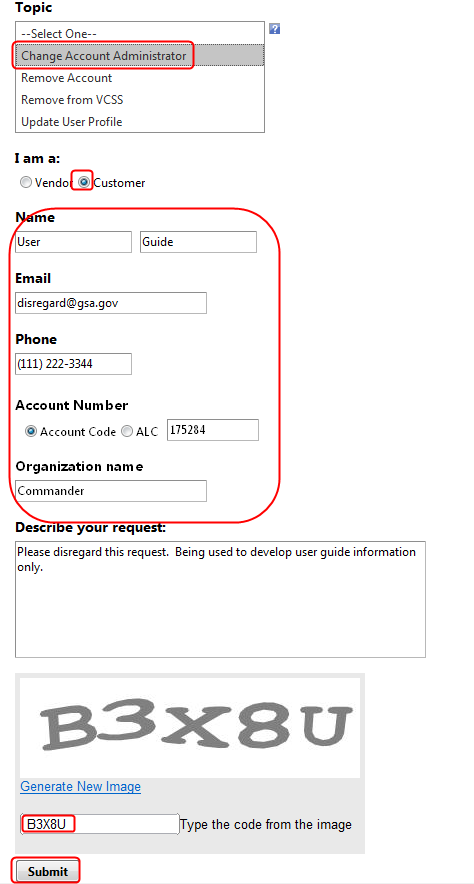 Topic
--Select One--
?
Change Account Administrator
Remove Account
Remove from VCSS
Update User Profile
I am a:
Vendor Customer
Name
User Guide
Email
disregard@gsa.gov
Phone
(111) 222-3344
Account Number
Account Code ALC 175284
Organization name
Commander
Describe your request:
Please disregard this request.  Being used to develop user guide information
only.
B3X8U
Generate New Image
B3X8U Type the code from the image
Submit